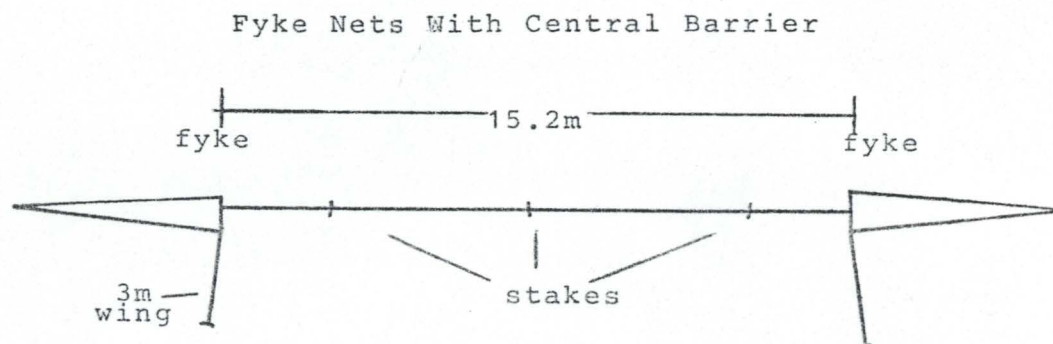 Fyke Nets With Central Barrier
15.2m
fyke
fyke
3m
wing
stakes